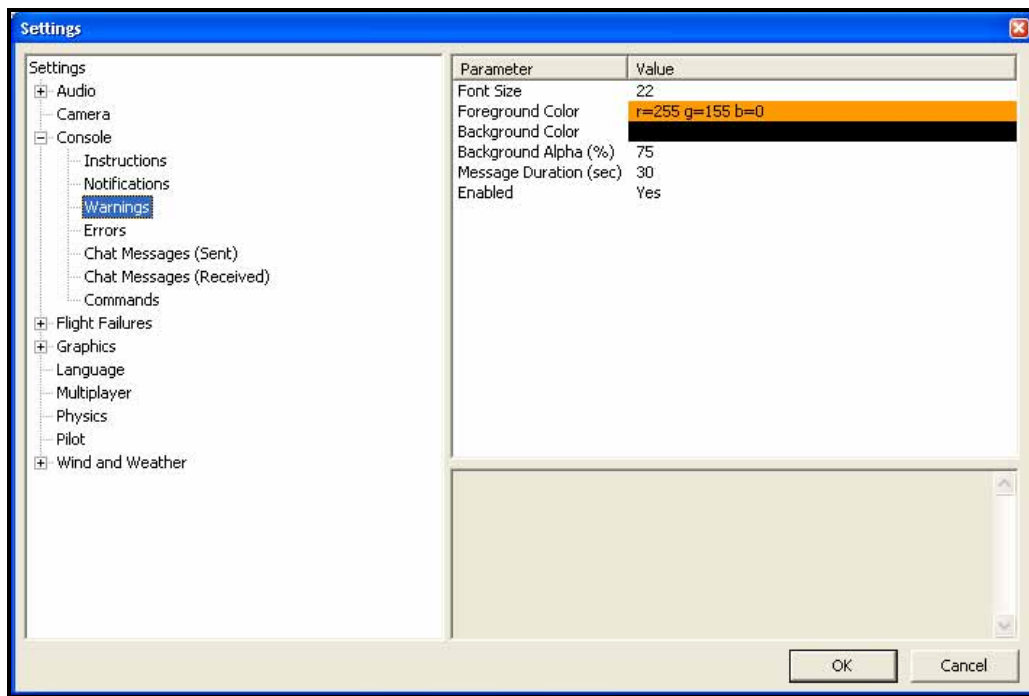 Settings
Settings
Audio
Camera
Console
Instructions
Notifications
Warnings
Errors
Chat Messages (Sent)
Chat Messages (Received)
Commands
Flight Failures
Graphics
Language
Multiplayer
Physics
Pilot
Wind and Weather
Parameter Value
Font Size 22
Foreground Color r=255 g=155 b=0
Background Color
Background Alpha (%) 75
Message Duration (sec) 30
Enabled Yes
OK Cancel